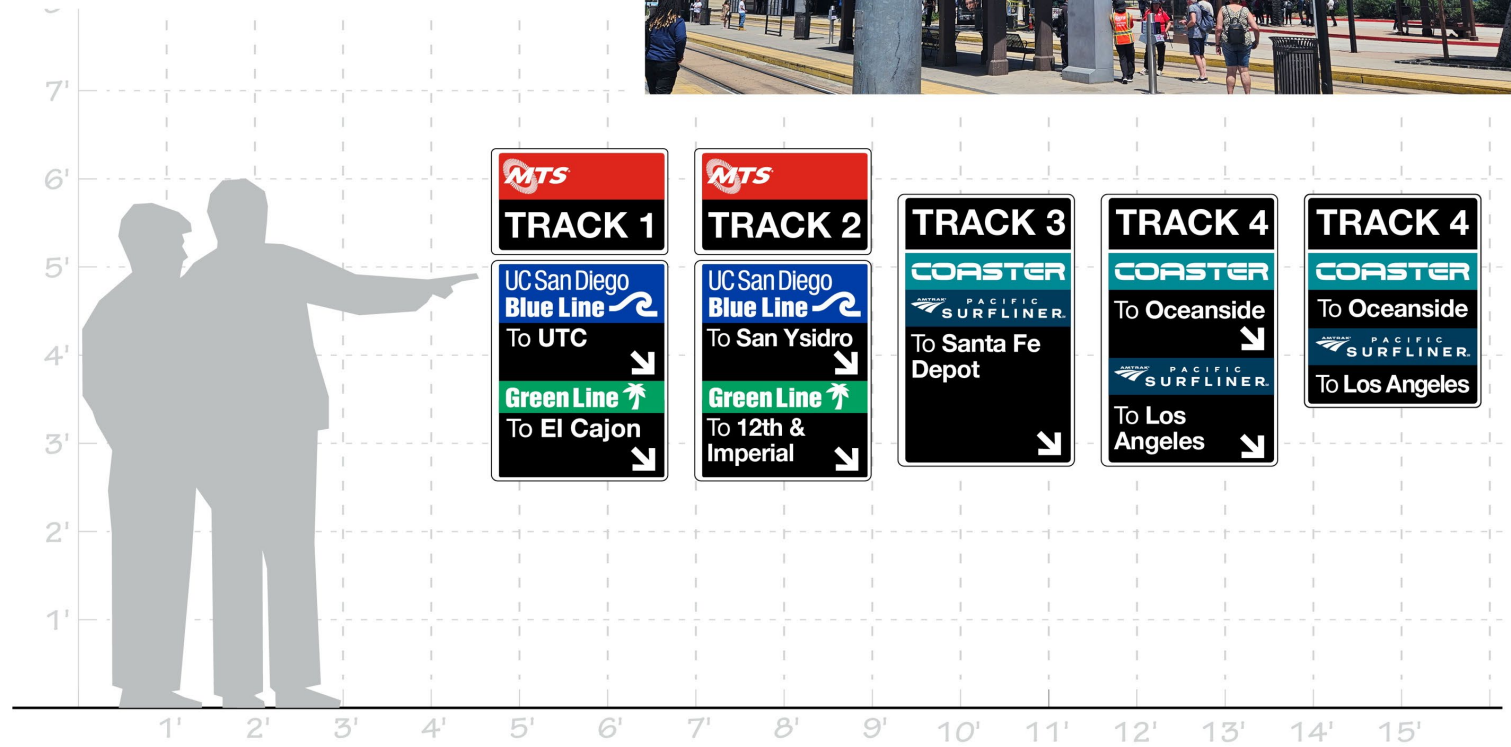 7'
6'
5'
4'
3'
2'
1'
MTS
TRACK 1
UC San Diego
Blue Line
To UTC
Green Line
To El Cajon
MTS
TRACK 2
UC San Diego
Blue Line
To San Ysidro
Green Line
To 12th &
Imperial
TRACK 3
COASTER
AMTRAK PACIFIC
SURFLINER
To Santa Fe
Depot
TRACK 4
COASTER
To Oceanside
AMTRAK PACIFIC
SURFLINER
To Los
Angeles
TRACK 4
COASTER
To Oceanside
AMTRAK PACIFIC
SURFLINER
To Los Angeles
1' 2' 3' 4' 5' 6' 7' 8' 9' 10' 11' 12' 13' 14' 15'